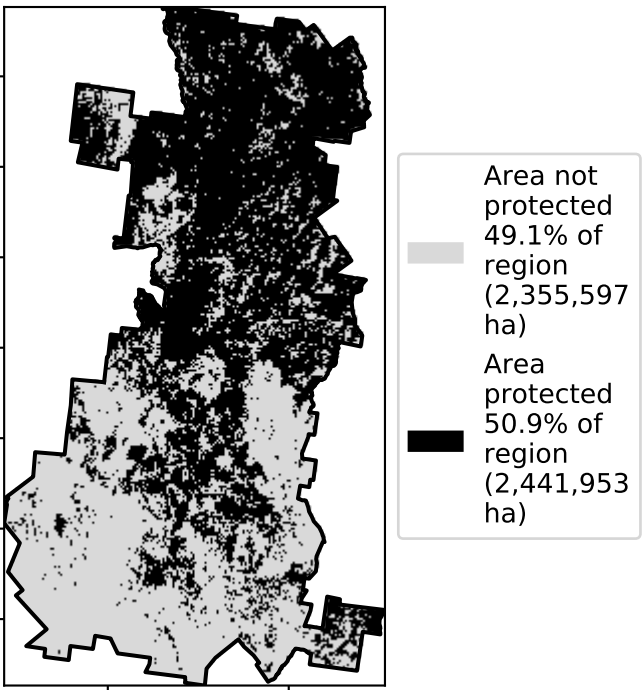 Area not
protected
49.1% of
region
(2,355,597
ha)
Area
protected
50.9% of
region
(2,441,953
ha)